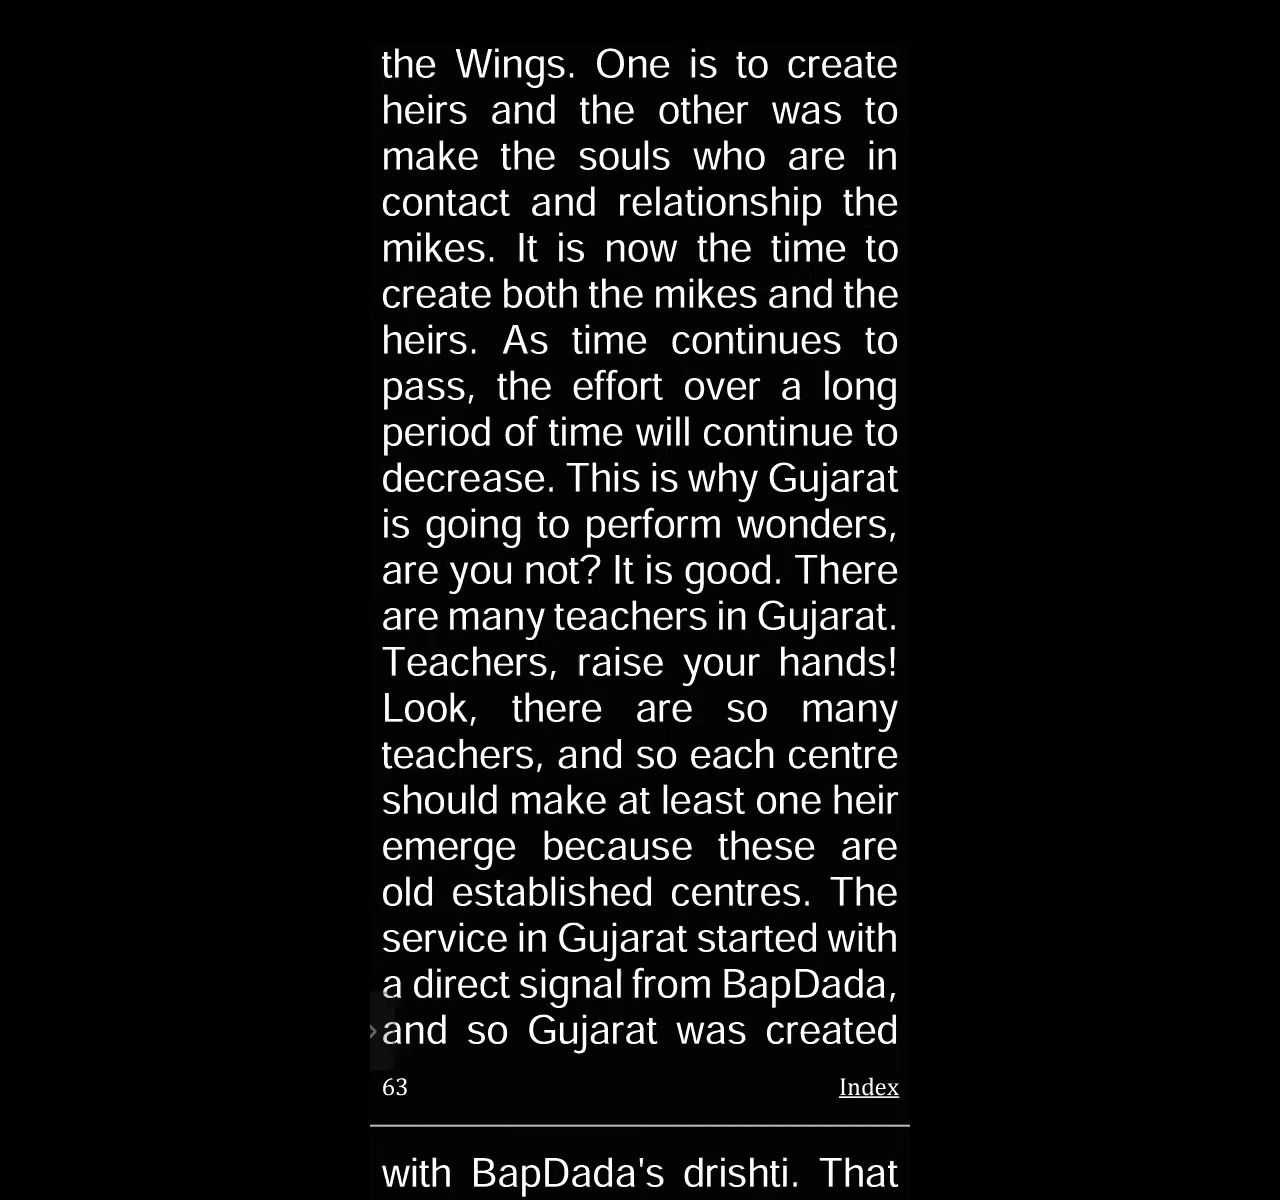 the Wings. One is to create
heirs and the other was to
make the souls who are in
contact and relationship the
mikes. It is now the time to
create both the mikes and the
heirs. As time continues to
pass, the effort over a long
period of time will continue to
decrease. This is why Gujarat
is going to perform wonders,
are you not? It is good. There
are many teachers in Gujarat.
Teachers, raise your hands!
Look, there are so many
teachers, and so each centre
should make at least one heir
emerge because these are
old established centres. The
service in Gujarat started with
a direct signal from BapDada,
and so Gujarat was created
63 Index
with BapDada's drishti. That